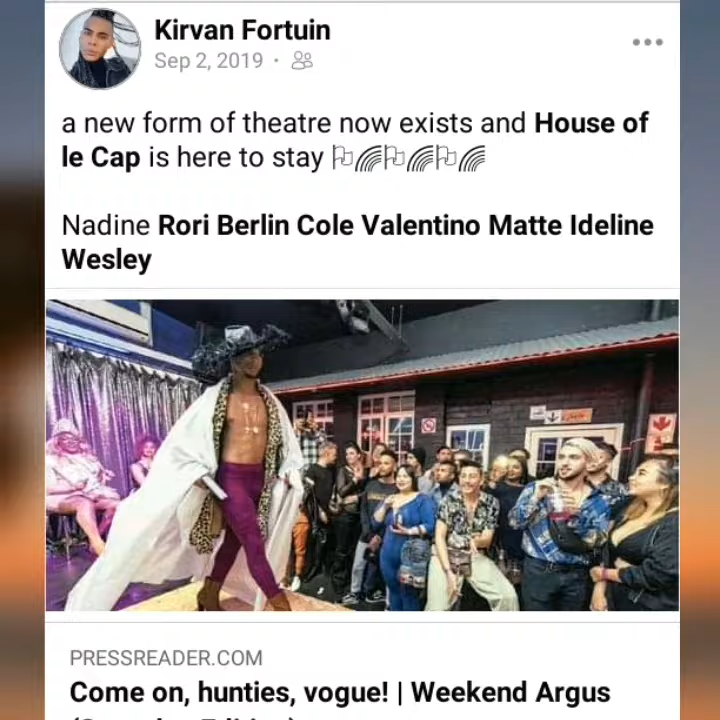 Kirvan Fortuin
Sep 2, 2019 ·
a new form of theatre now exists and House of
le Cap is here to stay
Nadine Rori Berlin Cole Valentino Matte Ideline
Wesley
PRESSREADER.COM
Come on, hunties, vogue! | Weekend Argus